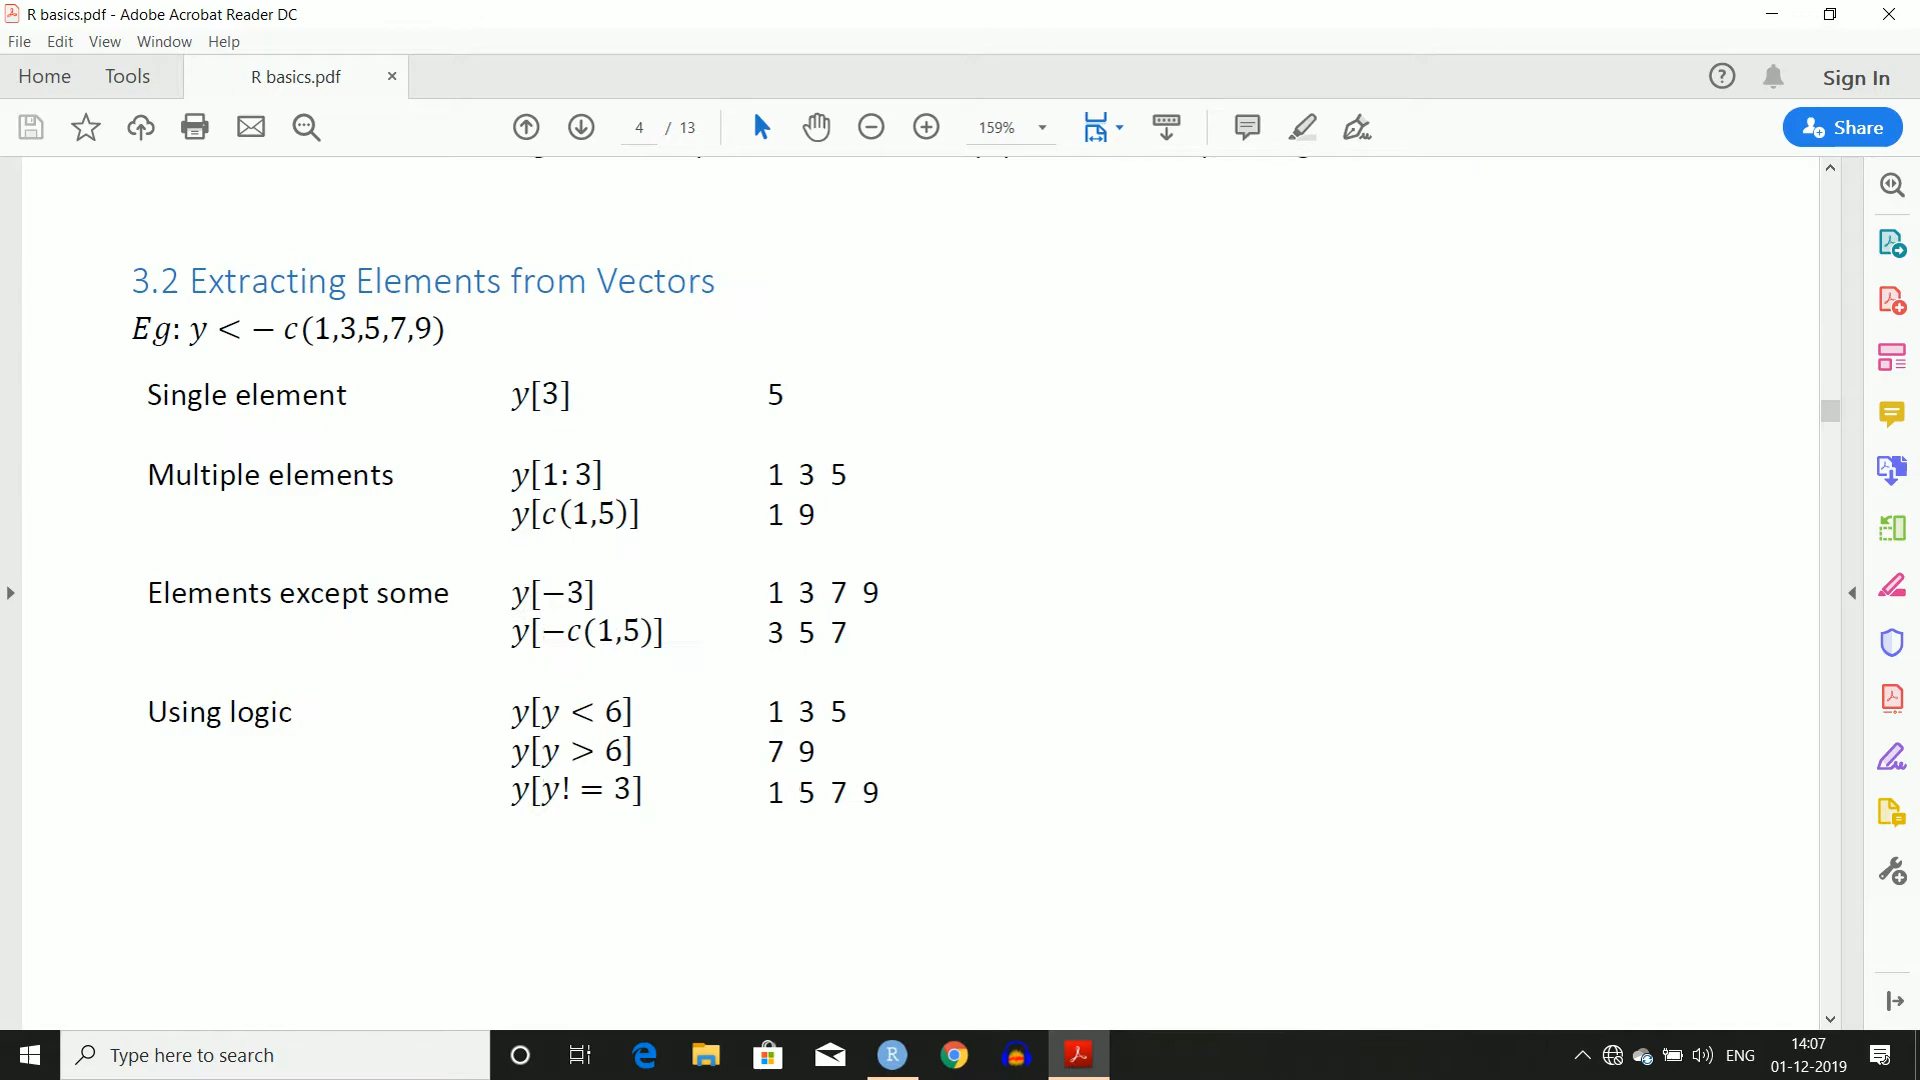 R basics.pdf - Adobe Acrobat Reader DC
File Edit View Window Help
Home Tools R basics.pdf × Sign In
4 / 13 159% Share
3.2 Extracting Elements from Vectors
Eg: y < − c(1,3,5,7,9)
Single element y[3] 5
Multiple elements y[1: 3] 1 3 5
y[c(1,5)] 1 9
Elements except some y[−3] 1 3 7 9
y[−c(1,5)] 3 5 7
Using logic y[y < 6] 1 3 5
y[y > 6] 7 9
y[y! = 3] 1 5 7 9
Type here to search R ENG 14:07
01-12-2019